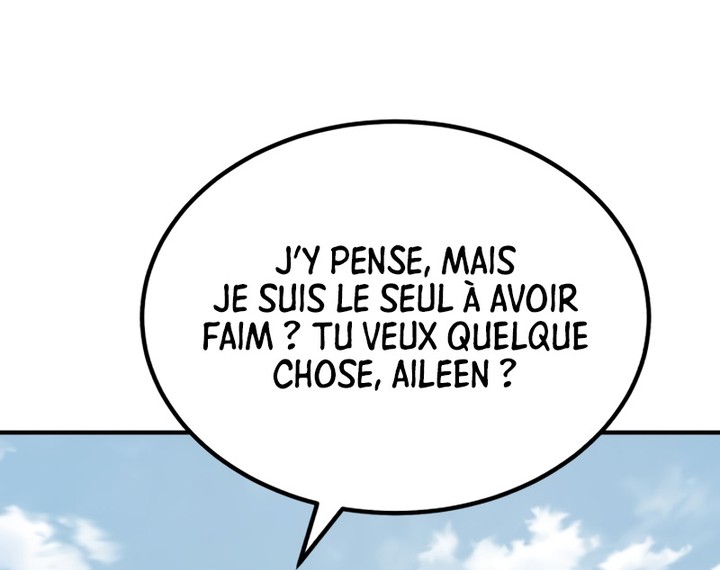 J'Y PENSE, MAIS
JE SUIS LE SEUL À AVOIR
FAIM ? TU VEUX QUELQUE
CHOSE, AILEEN ?